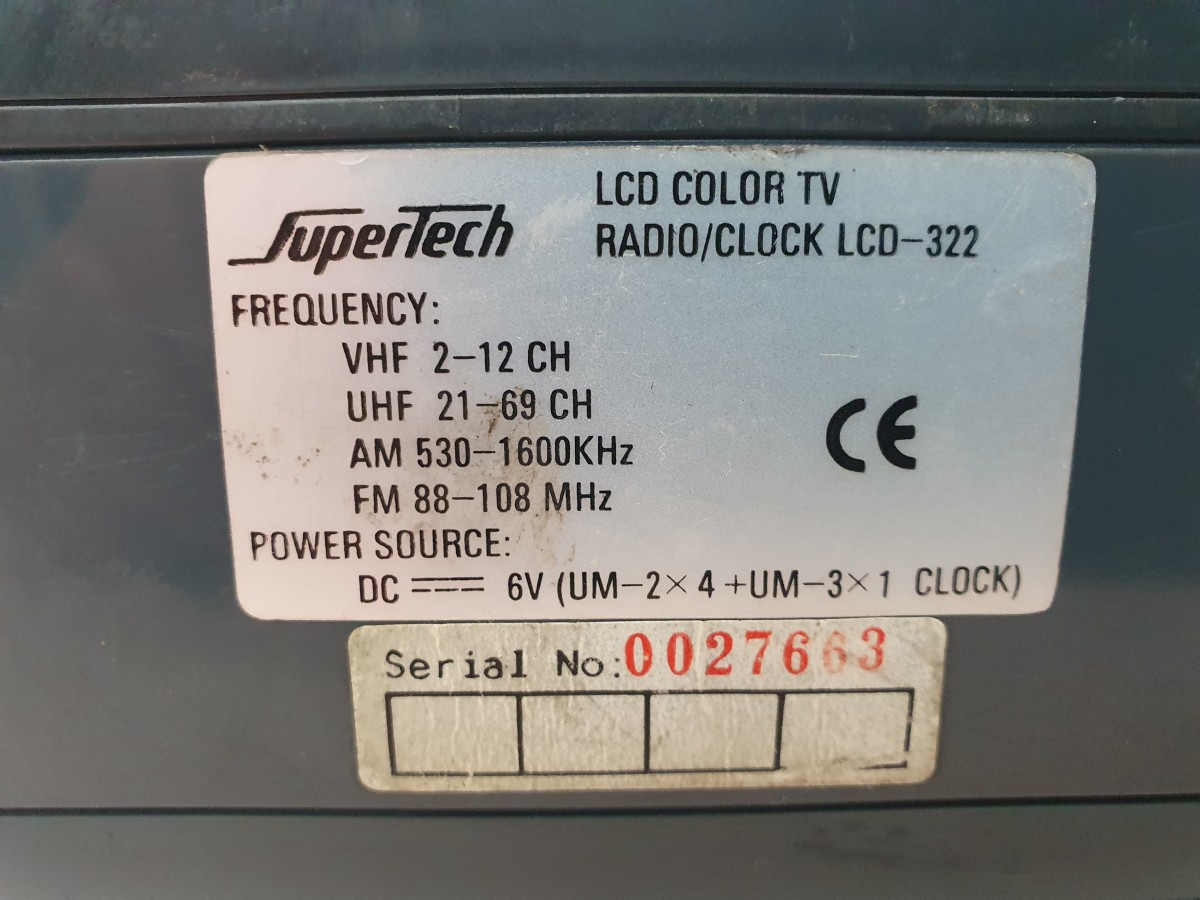 SuperTech
LCD COLOR TV
RADIO/CLOCK LCD-322
FREQUENCY:
VHF 2-12 CH
UHF 21-69 CH
AM 530-1600KHz
FM 88-108 MHz
POWER SOURCE:
DC ⎓ 6V (UM-2×4+UM-3×1 CLOCK)
CE
Serial No:0027663